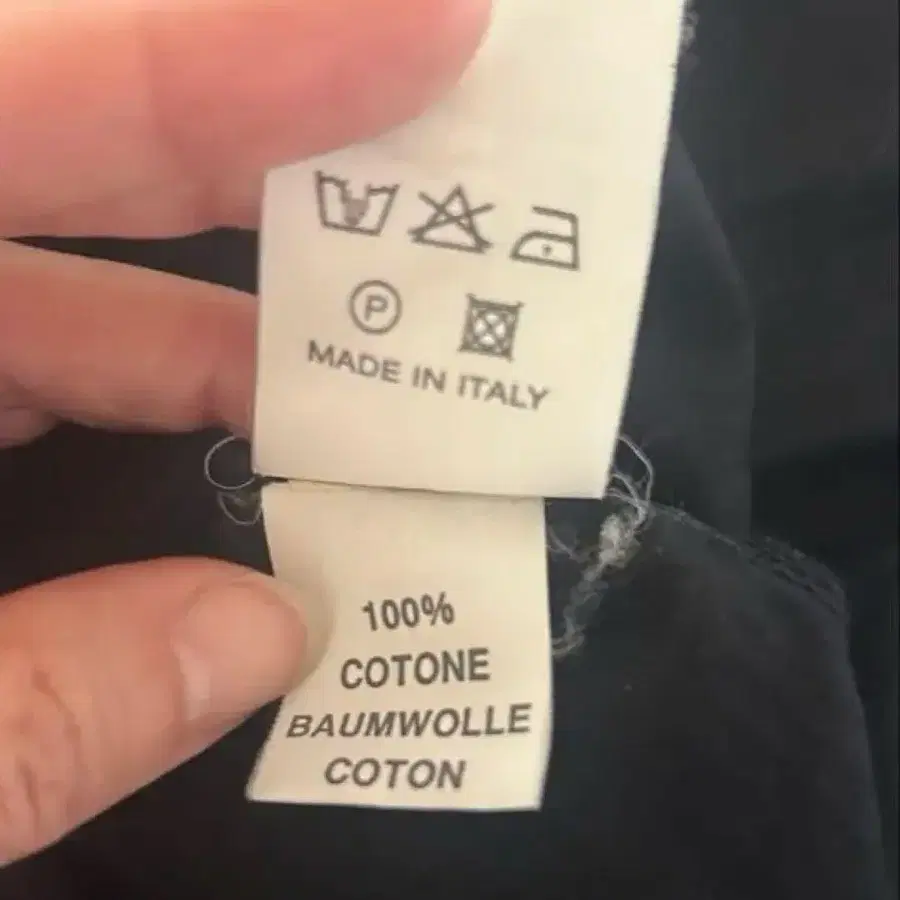 P
MADE IN ITALY
100%
COTONE
BAUMWOLLE
COTON